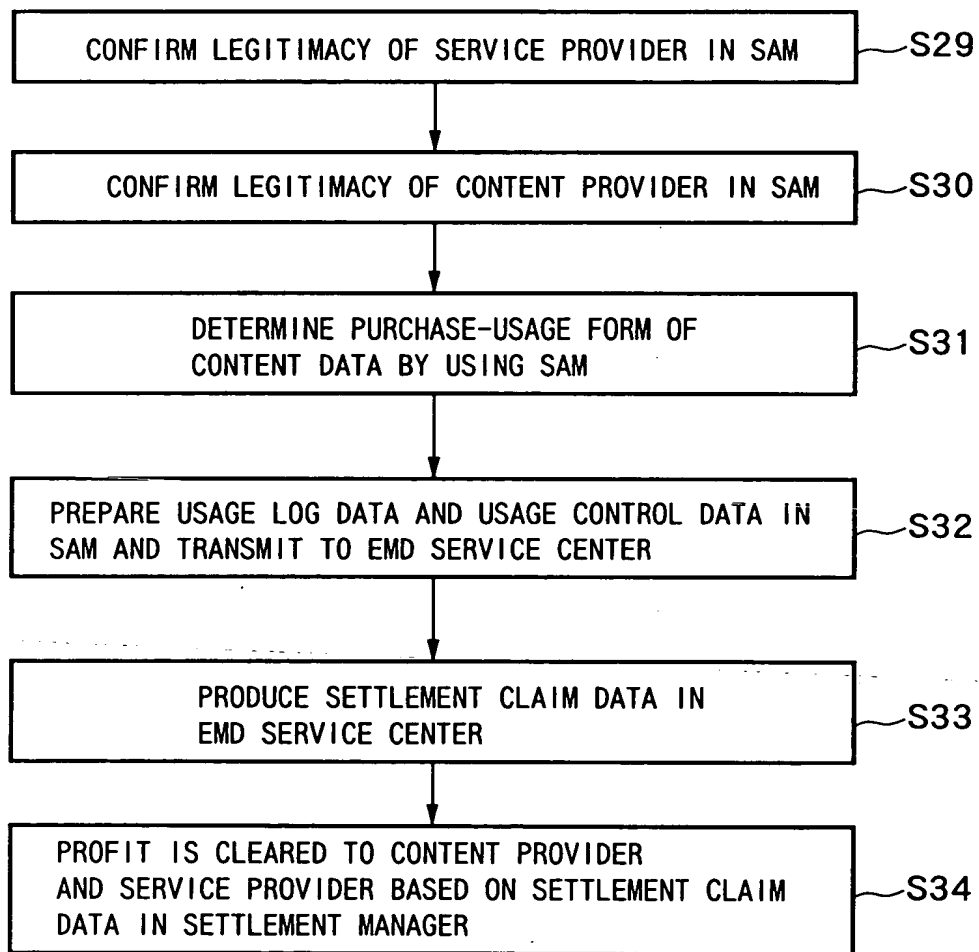 CONFIRM LEGITIMACY OF SERVICE PROVIDER IN SAM
S29
CONFIRM LEGITIMACY OF CONTENT PROVIDER IN SAM
S30
DETERMINE PURCHASE-USAGE FORM OF
CONTENT DATA BY USING SAM
S31
PREPARE USAGE LOG DATA AND USAGE CONTROL DATA IN
SAM AND TRANSMIT TO EMD SERVICE CENTER
S32
PRODUCE SETTLEMENT CLAIM DATA IN
EMD SERVICE CENTER
S33
PROFIT IS CLEARED TO CONTENT PROVIDER
AND SERVICE PROVIDER BASED ON SETTLEMENT CLAIM
DATA IN SETTLEMENT MANAGER
S34